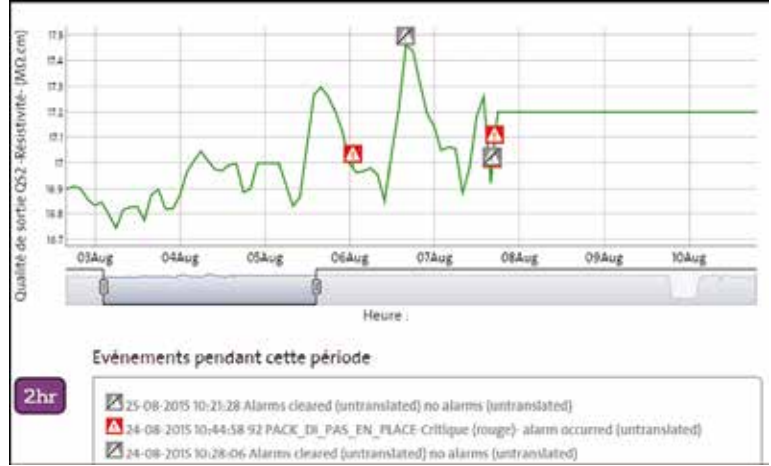 Qualité de sortie QS2 -Résistivité- (MΩ.cm)
17.5
17.4
17.2
17.1
17
16.9
16.8
16.7
03Aug 04Aug 05Aug 06Aug 07Aug 08Aug 09Aug 10Aug
Heure :
Evénements pendant cette période
2hr
25-08-2015 10:21:28 Alarms cleared (untranslated) no alarms (untranslated)
24-08-2015 10:44:58 92 PACK_DI_PAS_EN_PLACE-Critique (rouge)- alarm occurred (untranslated)
24-08-2015 10:28:06 Alarms cleared (untranslated) no alarms (untranslated)